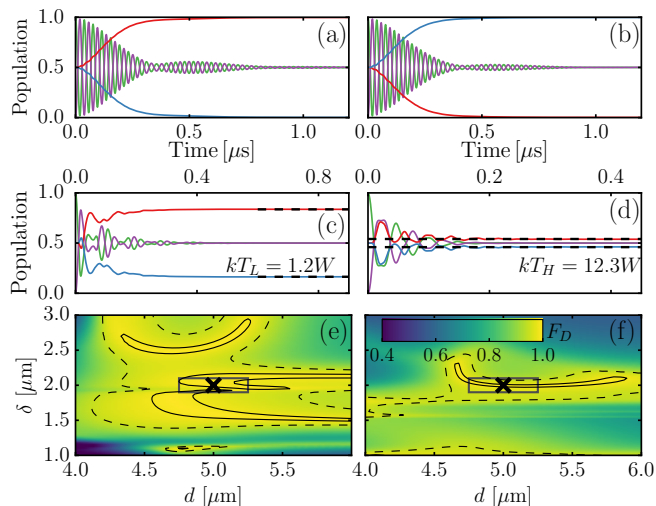 1.0
0.5
0.0
Population
(a)
(b)
0.0 0.5 1.0
0.0 0.5 1.0
Time [μs]
Time [μs]
0.0 0.4 0.8
0.0 0.2 0.4
1.0
0.5
0.0
Population
(c)
(d)
kT_L = 1.2W
kT_H = 12.3W
3.0
2.5
2.0
1.5
1.0
δ [μm]
(e)
(f)
F_D
0.4 0.6 0.8 1.0
4.0 4.5 5.0 5.5
4.0 4.5 5.0 5.5 6.0
d [μm]
d [μm]